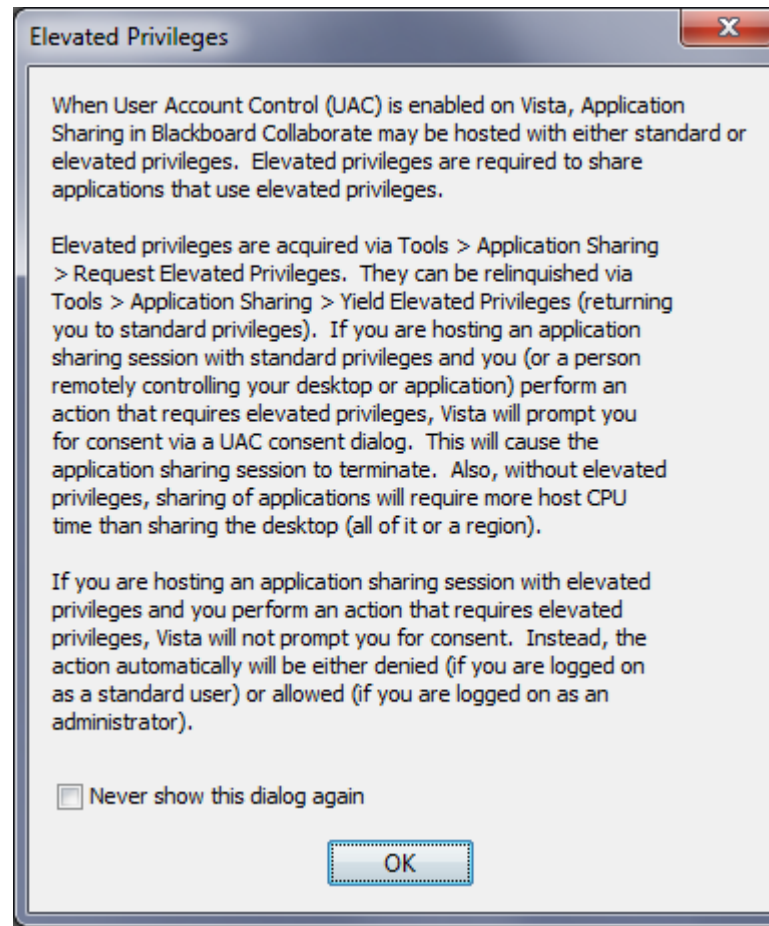 Elevated Privileges
When User Account Control (UAC) is enabled on Vista, Application
Sharing in Blackboard Collaborate may be hosted with either standard or
elevated privileges. Elevated privileges are required to share
applications that use elevated privileges.
Elevated privileges are acquired via Tools > Application Sharing
> Request Elevated Privileges. They can be relinquished via
Tools > Application Sharing > Yield Elevated Privileges (returning
you to standard privileges). If you are hosting an application
sharing session with standard privileges and you (or a person
remotely controlling your desktop or application) perform an
action that requires elevated privileges, Vista will prompt you
for consent via a UAC consent dialog. This will cause the
application sharing session to terminate. Also, without elevated
privileges, sharing of applications will require more host CPU
time than sharing the desktop (all of it or a region).
If you are hosting an application sharing session with elevated
privileges and you perform an action that requires elevated
privileges, Vista will not prompt you for consent. Instead, the
action automatically will be either denied (if you are logged on
as a standard user) or allowed (if you are logged on as an
administrator).
Never show this dialog again
OK